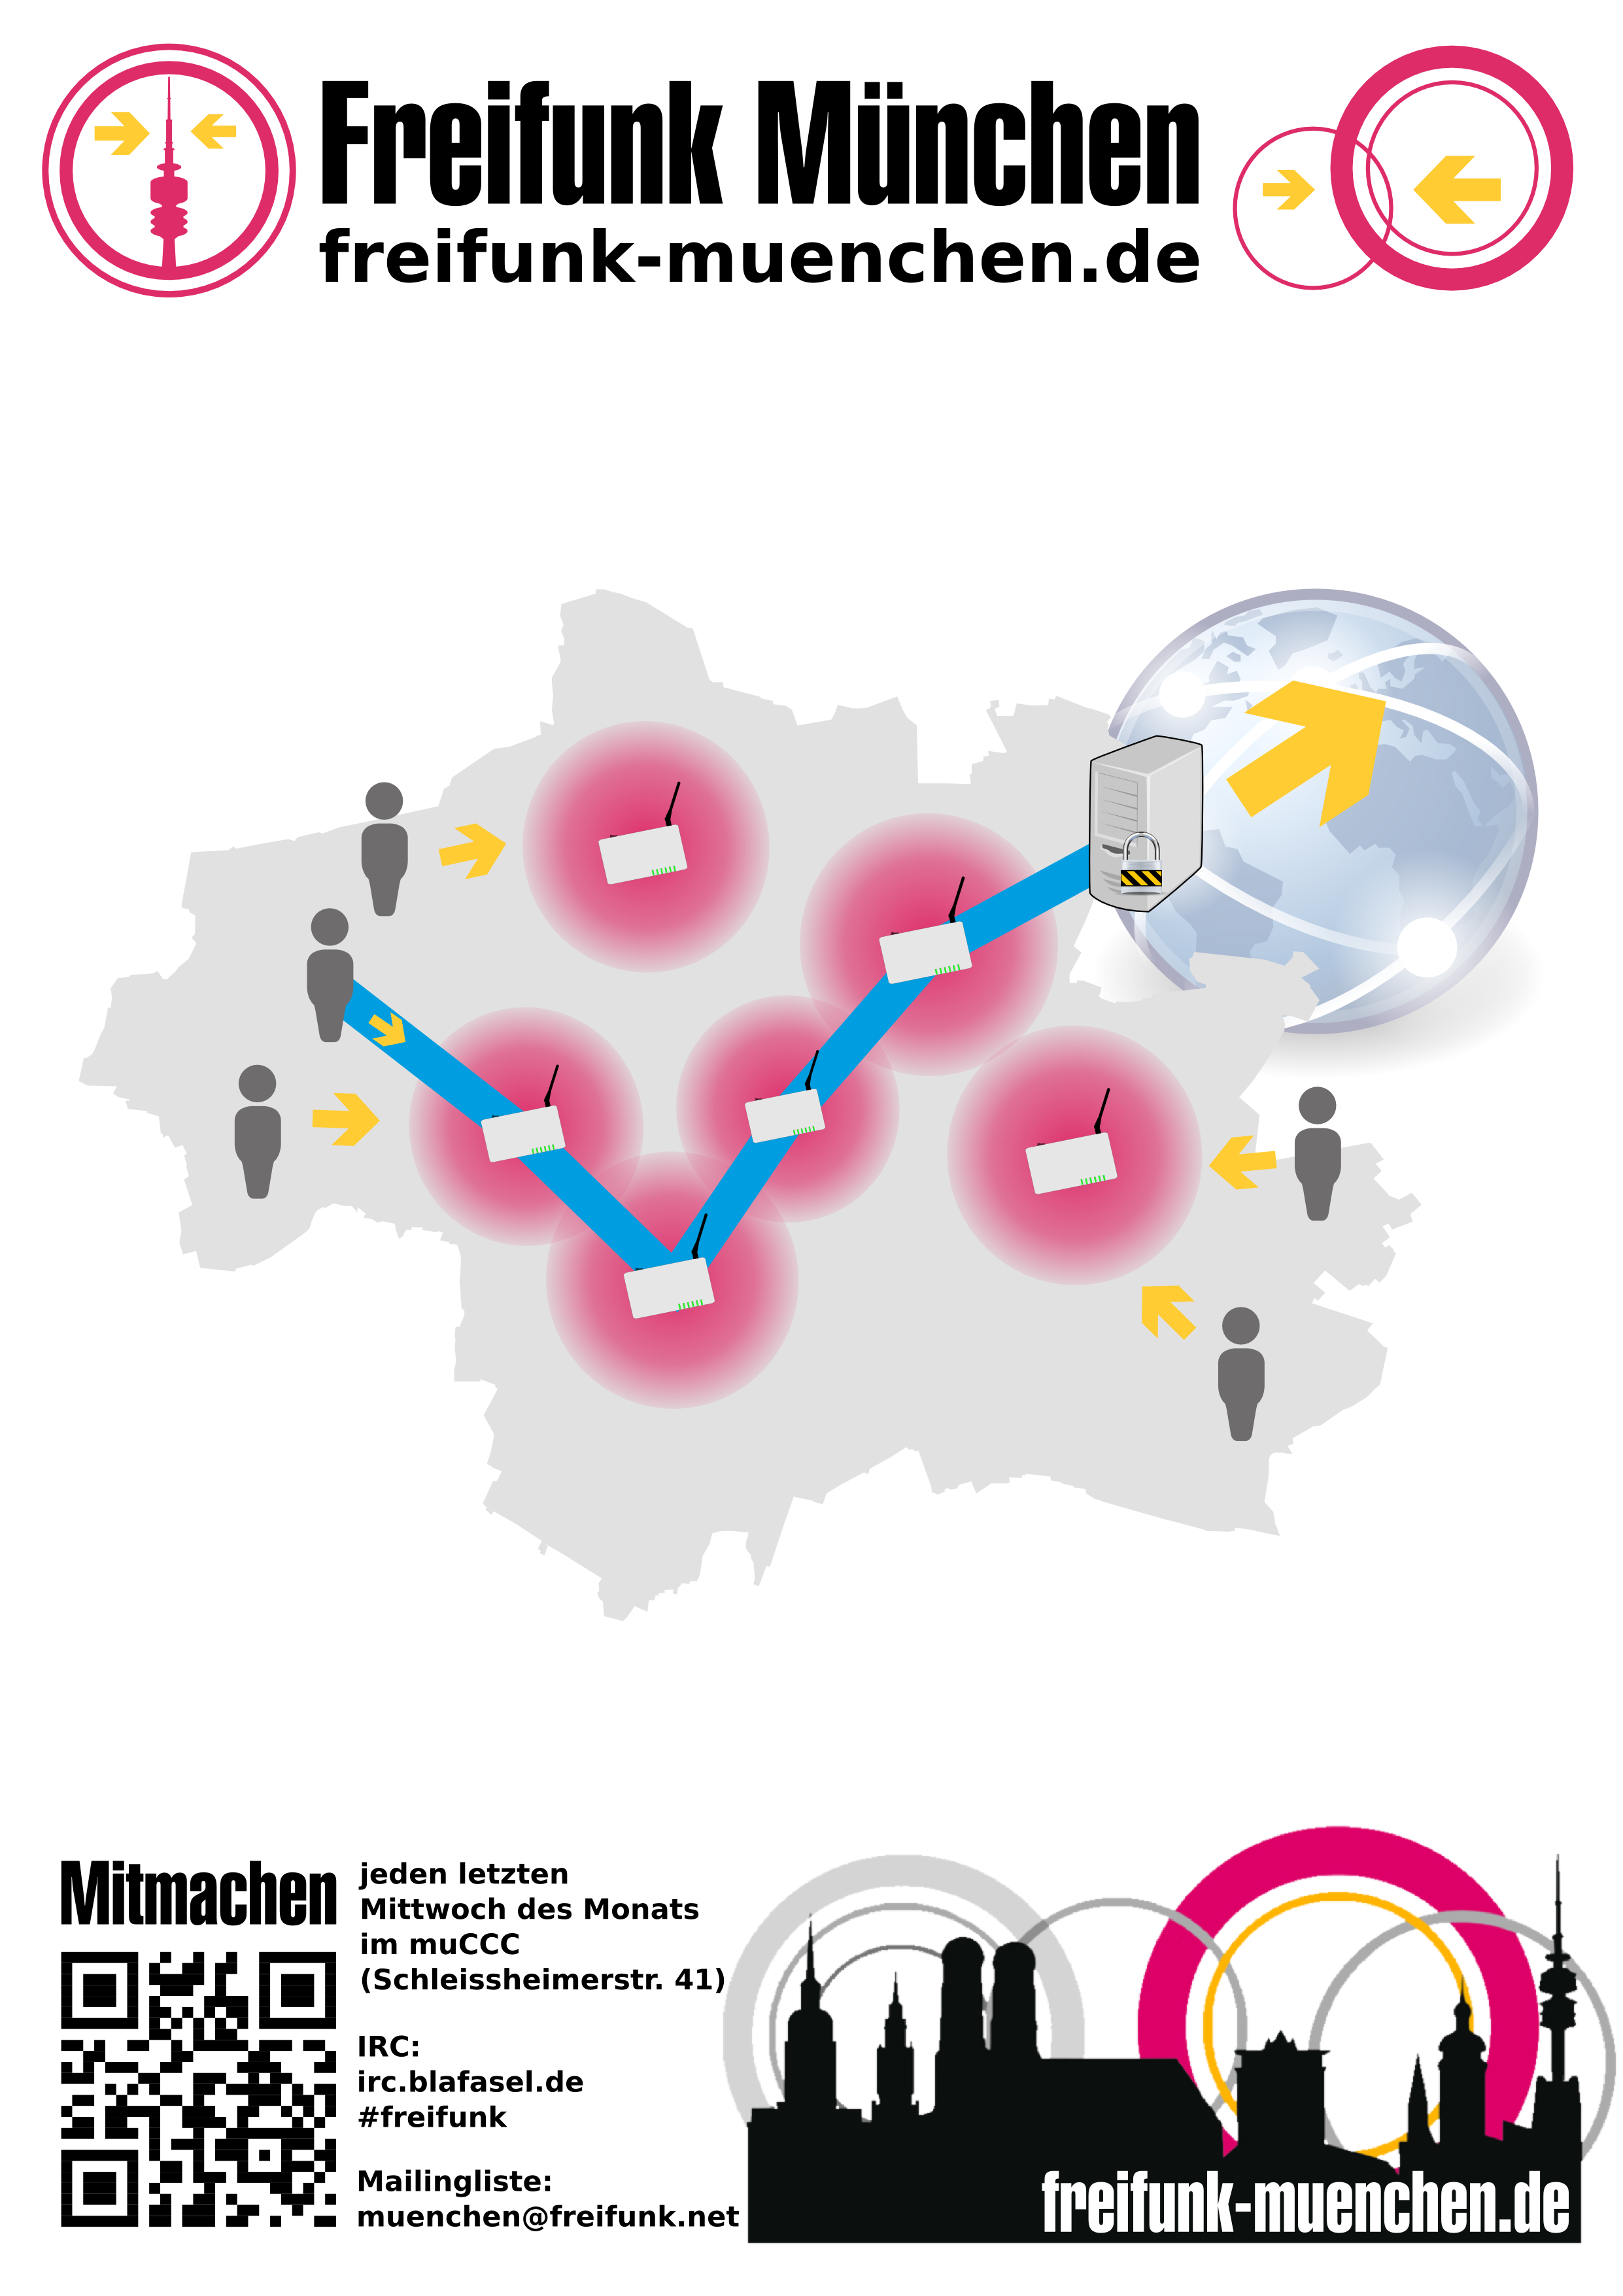 Freifunk München
freifunk-muenchen.de
Mitmachen
jeden letzten
Mittwoch des Monats
im muCCC
(Schleissheimerstr. 41)
IRC:
irc.blafasel.de
#freifunk
Mailingliste:
muenchen@freifunk.net
freifunk-muenchen.de